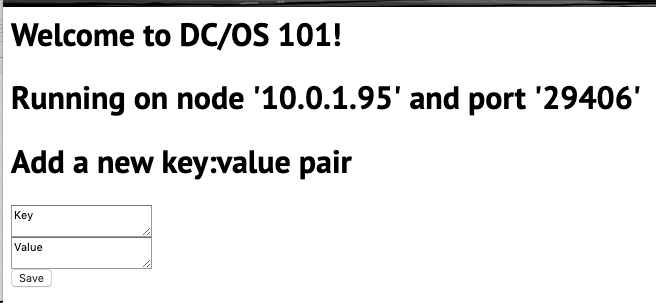 Welcome to DC/OS 101!
Running on node '10.0.1.95' and port '29406'
Add a new key:value pair
Key
Value
Save